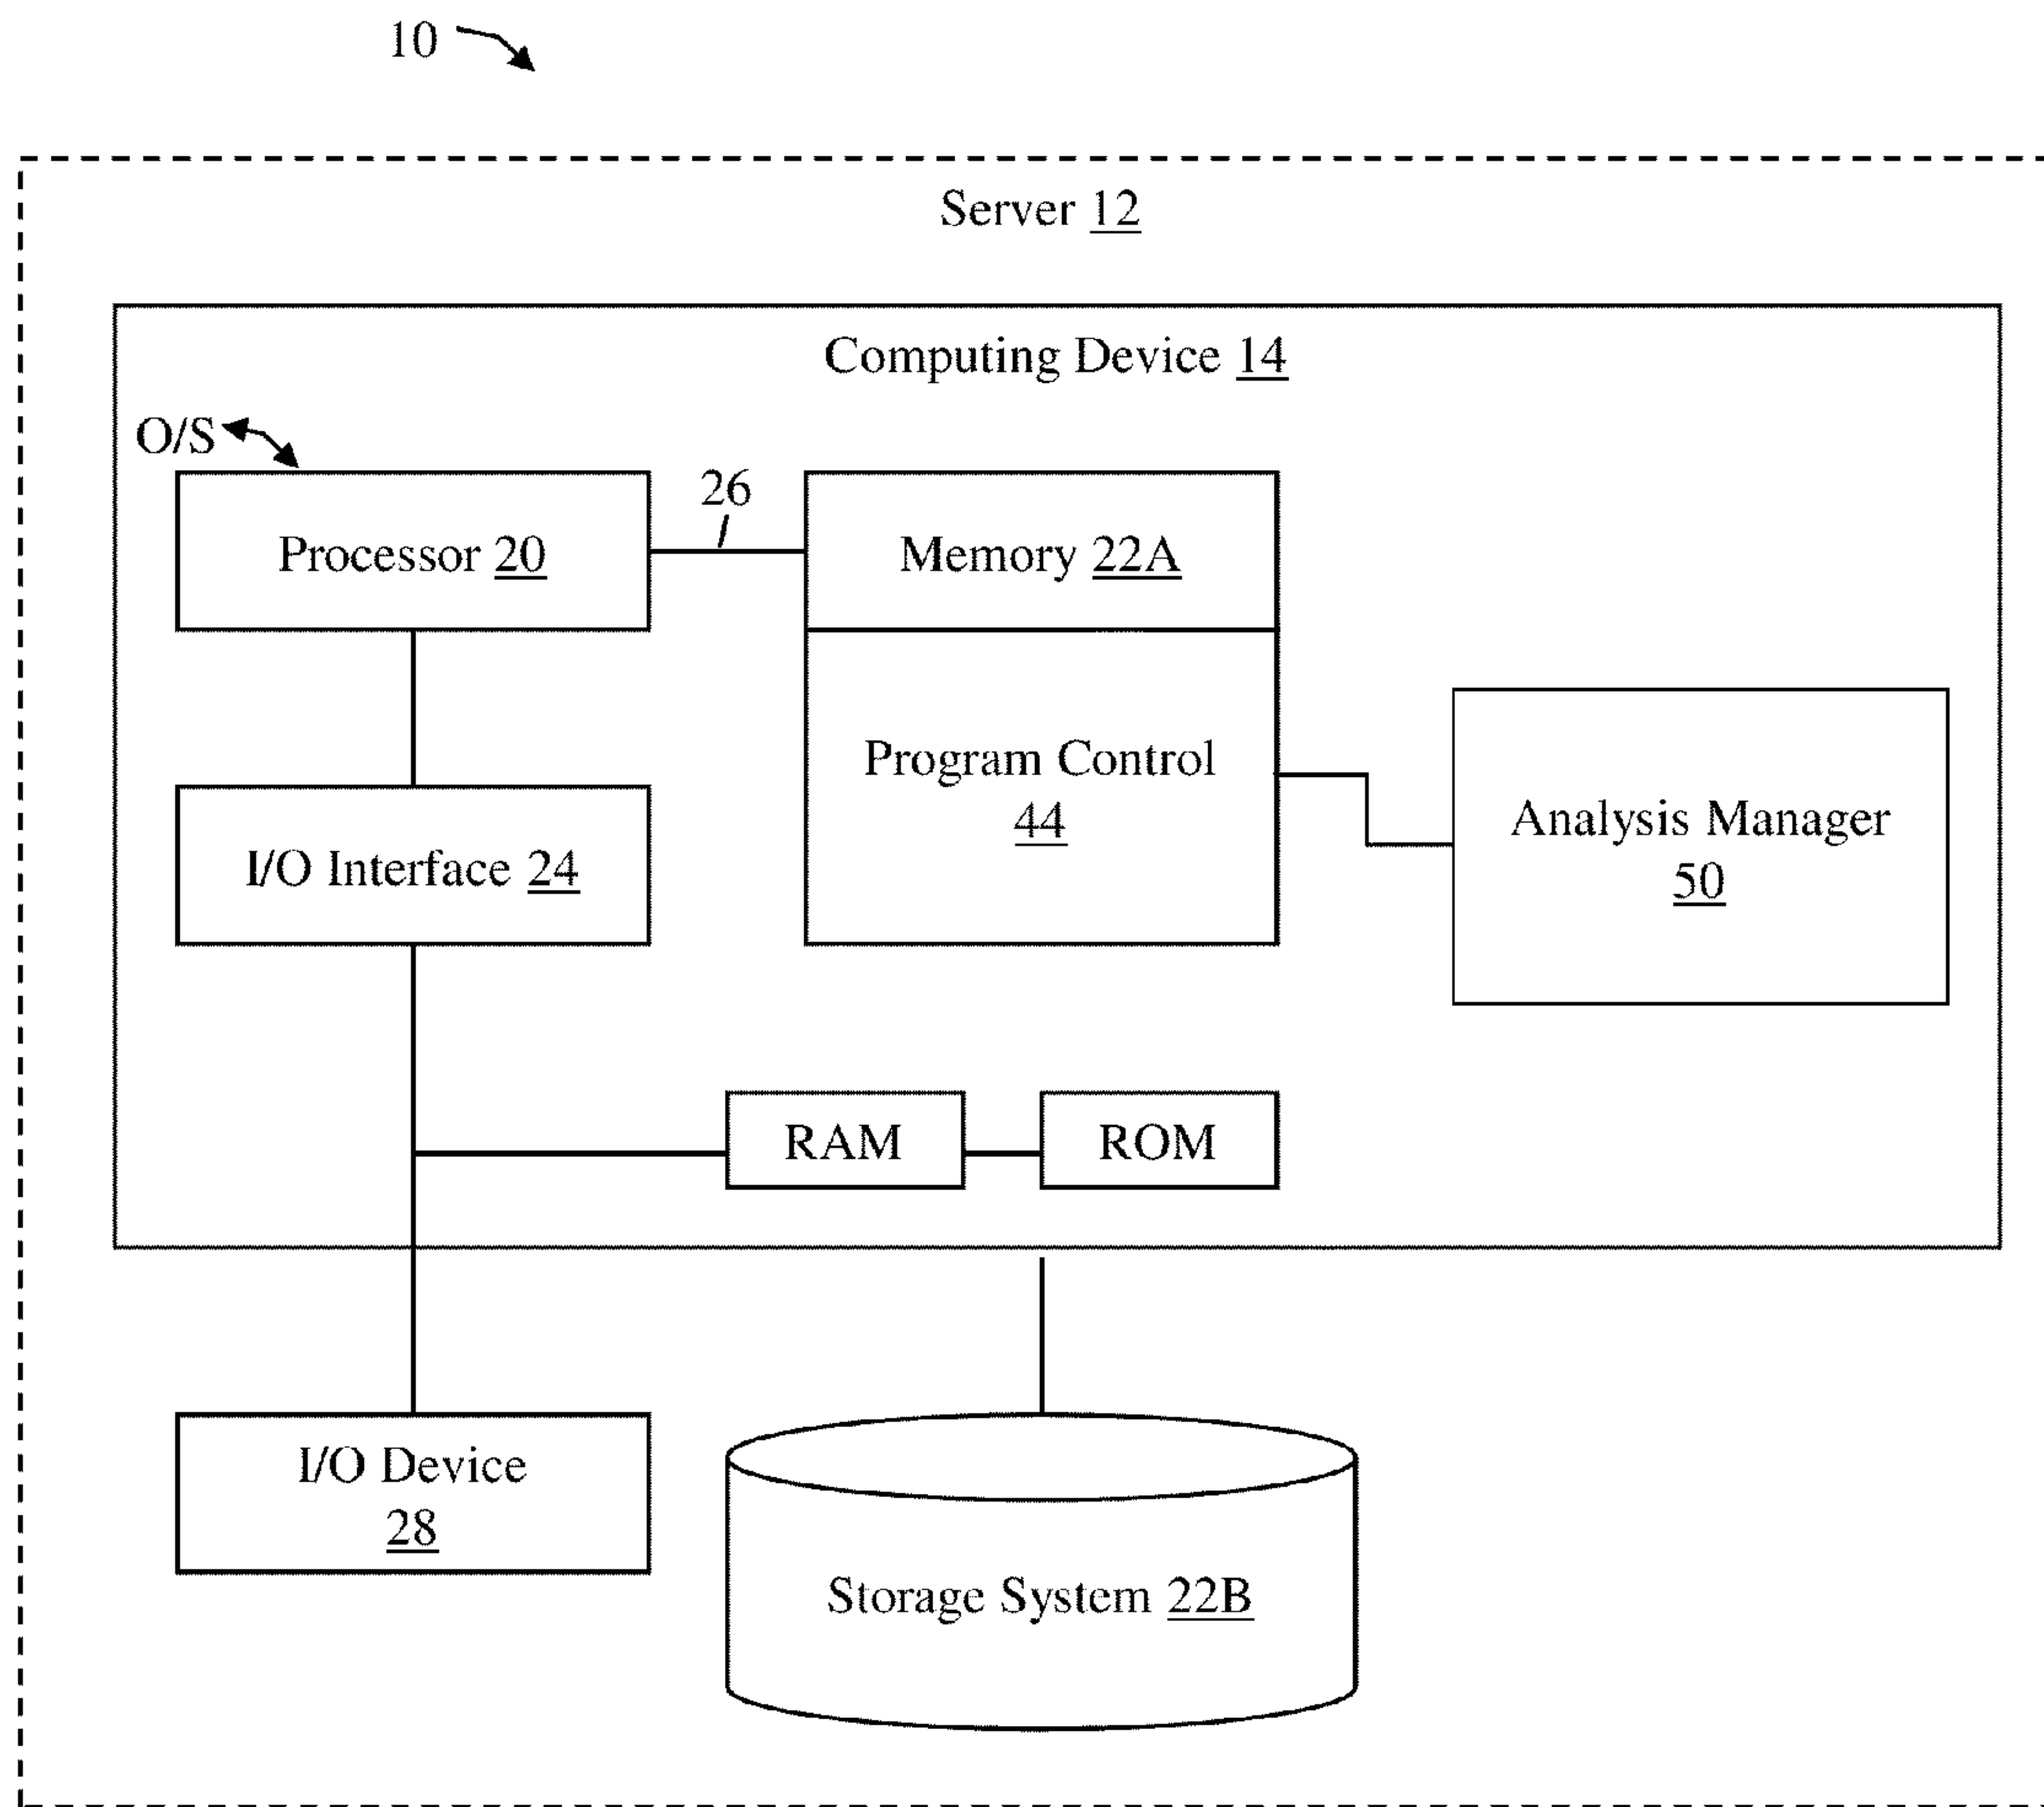 10
Server 12
Computing Device 14
O/S
26
Processor 20
Memory 22A
Program Control
44
Analysis Manager
50
I/O Interface 24
RAM
ROM
I/O Device
28
Storage System 22B